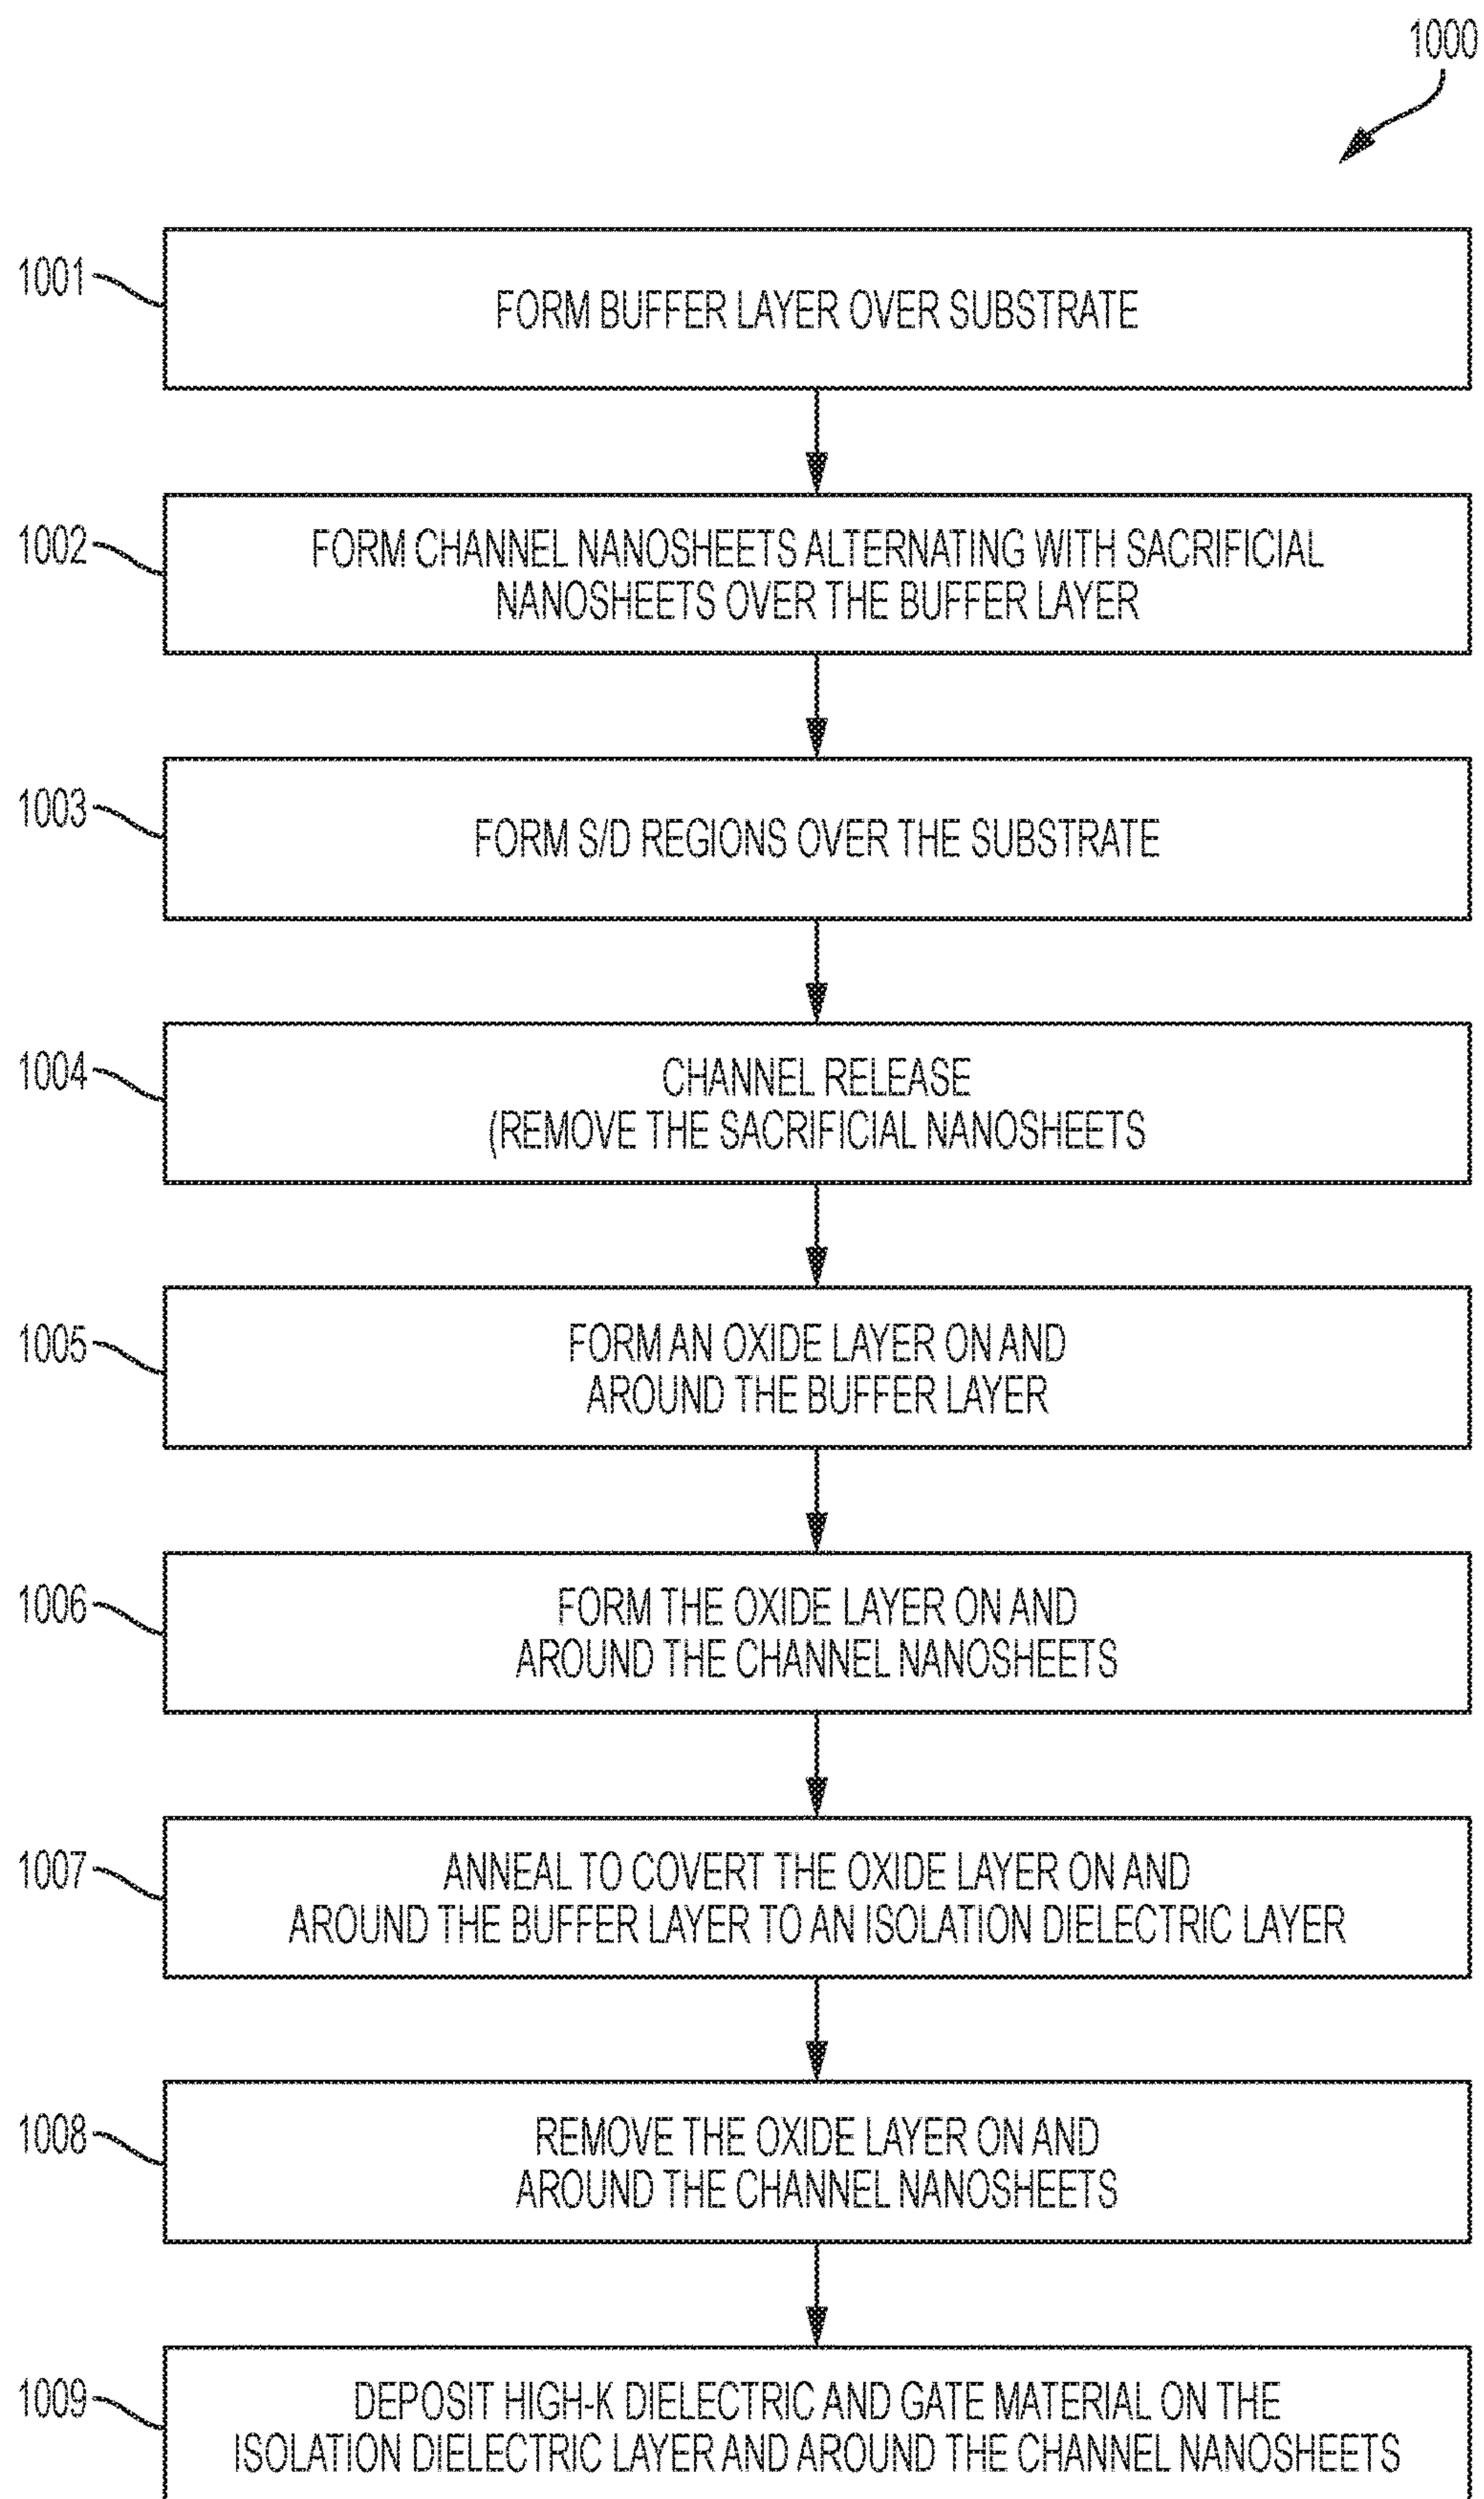 1000
1001
FORM BUFFER LAYER OVER SUBSTRATE
1002
FORM CHANNEL NANOSHEETS ALTERNATING WITH SACRIFICIAL
NANOSHEETS OVER THE BUFFER LAYER
1003
FORM S/D REGIONS OVER THE SUBSTRATE
1004
CHANNEL RELEASE
(REMOVE THE SACRIFICIAL NANOSHEETS
1005
FORM AN OXIDE LAYER ON AND
AROUND THE BUFFER LAYER
1006
FORM THE OXIDE LAYER ON AND
AROUND THE CHANNEL NANOSHEETS
1007
ANNEAL TO COVERT THE OXIDE LAYER ON AND
AROUND THE BUFFER LAYER TO AN ISOLATION DIELECTRIC LAYER
1008
REMOVE THE OXIDE LAYER ON AND
AROUND THE CHANNEL NANOSHEETS
1009
DEPOSIT HIGH-K DIELECTRIC AND GATE MATERIAL ON THE
ISOLATION DIELECTRIC LAYER AND AROUND THE CHANNEL NANOSHEETS